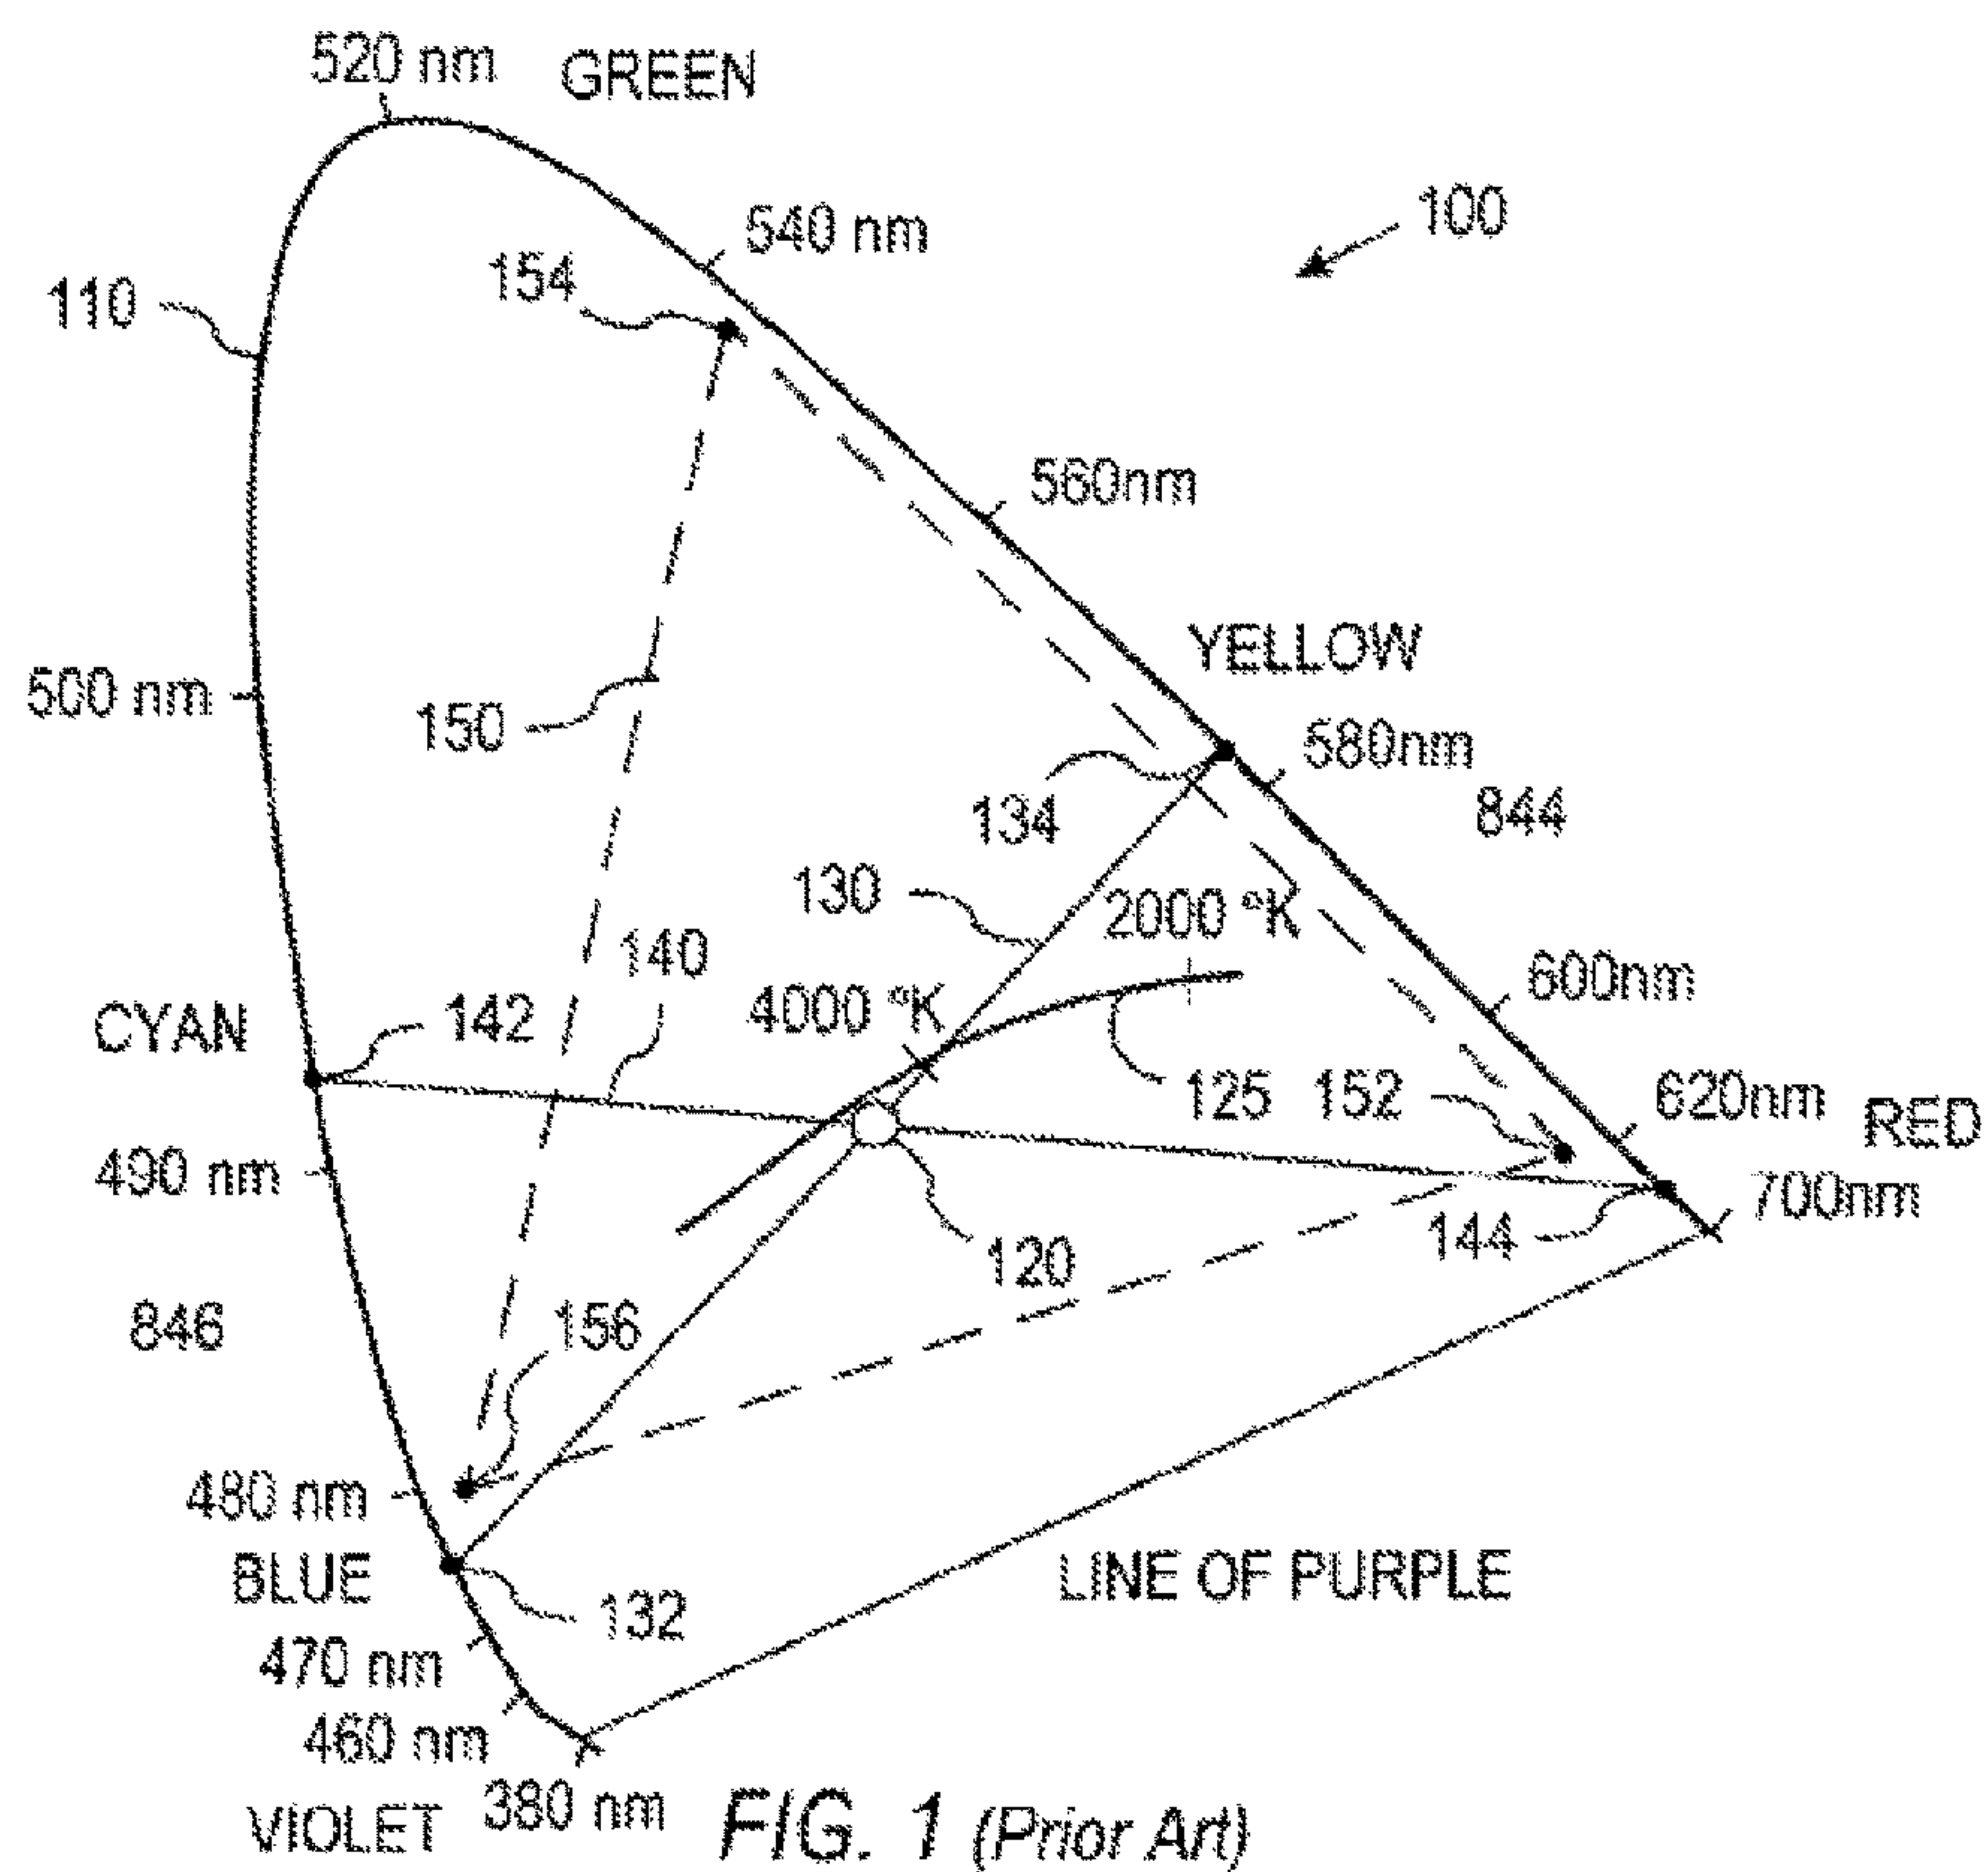 520 nm
GREEN
100
540 nm
154
110
560nm
YELLOW
500 nm
150
580nm
134
844
130
2000 °K
140
600nm
4000 °K
CYAN
142
125
152
620nm
RED
490 nm
700nm
144
120
846
156
480 nm
BLUE
LINE OF PURPLE
132
470 nm
460 nm
380 nm
VIOLET
FIG. 1 (Prior Art)